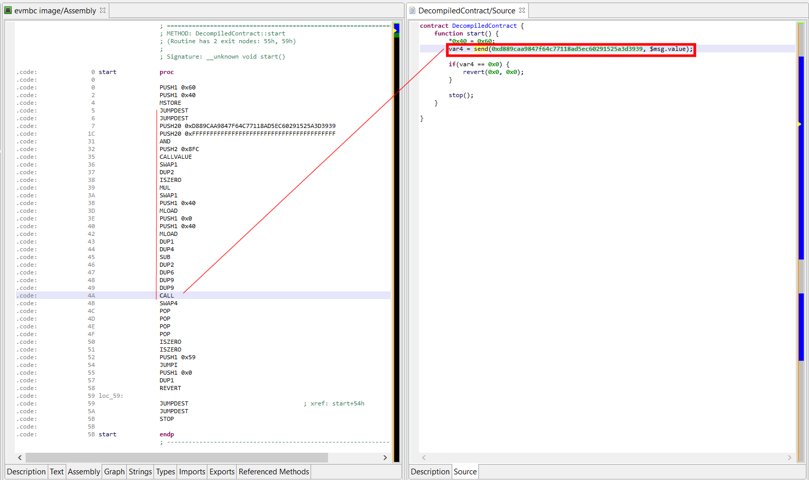 evmbc image/Assembly
; METHOD: DecompiledContract::start
; (Routine has 2 exit nodes: 55h, 59h)
;
; Signature: __unknown void start()
.code: 0 start proc
.code: 0
.code: 0 PUSH1 0x60
.code: 2 PUSH1 0x40
.code: 4 MSTORE
.code: 5 JUMPDEST
.code: 6 JUMPDEST
.code: 7 PUSH20 0xD889CAA9847F64C77118AD5EC60291525A3D3939
.code: 1C PUSH20 0xFFFFFFFFFFFFFFFFFFFFFFFFFFFFFFFFFFFFFFFF
.code: 31 AND
.code: 32 PUSH2 0x8FC
.code: 35 CALLVALUE
.code: 36 SWAP1
.code: 37 DUP2
.code: 38 ISZERO
.code: 39 MUL
.code: 3A SWAP1
.code: 3B PUSH1 0x40
.code: 3D MLOAD
.code: 3E PUSH1 0x0
.code: 40 PUSH1 0x40
.code: 42 MLOAD
.code: 43 DUP1
.code: 44 DUP4
.code: 45 SUB
.code: 46 DUP2
.code: 47 DUP6
.code: 48 DUP9
.code: 49 DUP9
.code: 4A CALL
.code: 4B SWAP4
.code: 4C POP
.code: 4D POP
.code: 4E POP
.code: 4F POP
.code: 50 ISZERO
.code: 51 ISZERO
.code: 52 PUSH1 0x59
.code: 54 JUMPI
.code: 55 PUSH1 0x0
.code: 57 DUP1
.code: 58 REVERT
.code: 59 loc_59:
.code: 59 JUMPDEST ; xref: start+54h
.code: 5A JUMPDEST
.code: 5B STOP
.code: 5B
.code: 5B start endp
Description Text Assembly Graph Strings Types Imports Exports Referenced Methods
DecompiledContract/Source
contract DecompiledContract {
function start() {
*0x40 = 0x60;
var4 = send(0xd889caa9847f64c77118ad5ec60291525a3d3939, $msg.value);
if(var4 == 0x0) {
revert(0x0, 0x0);
}
stop();
}
}
Description Source